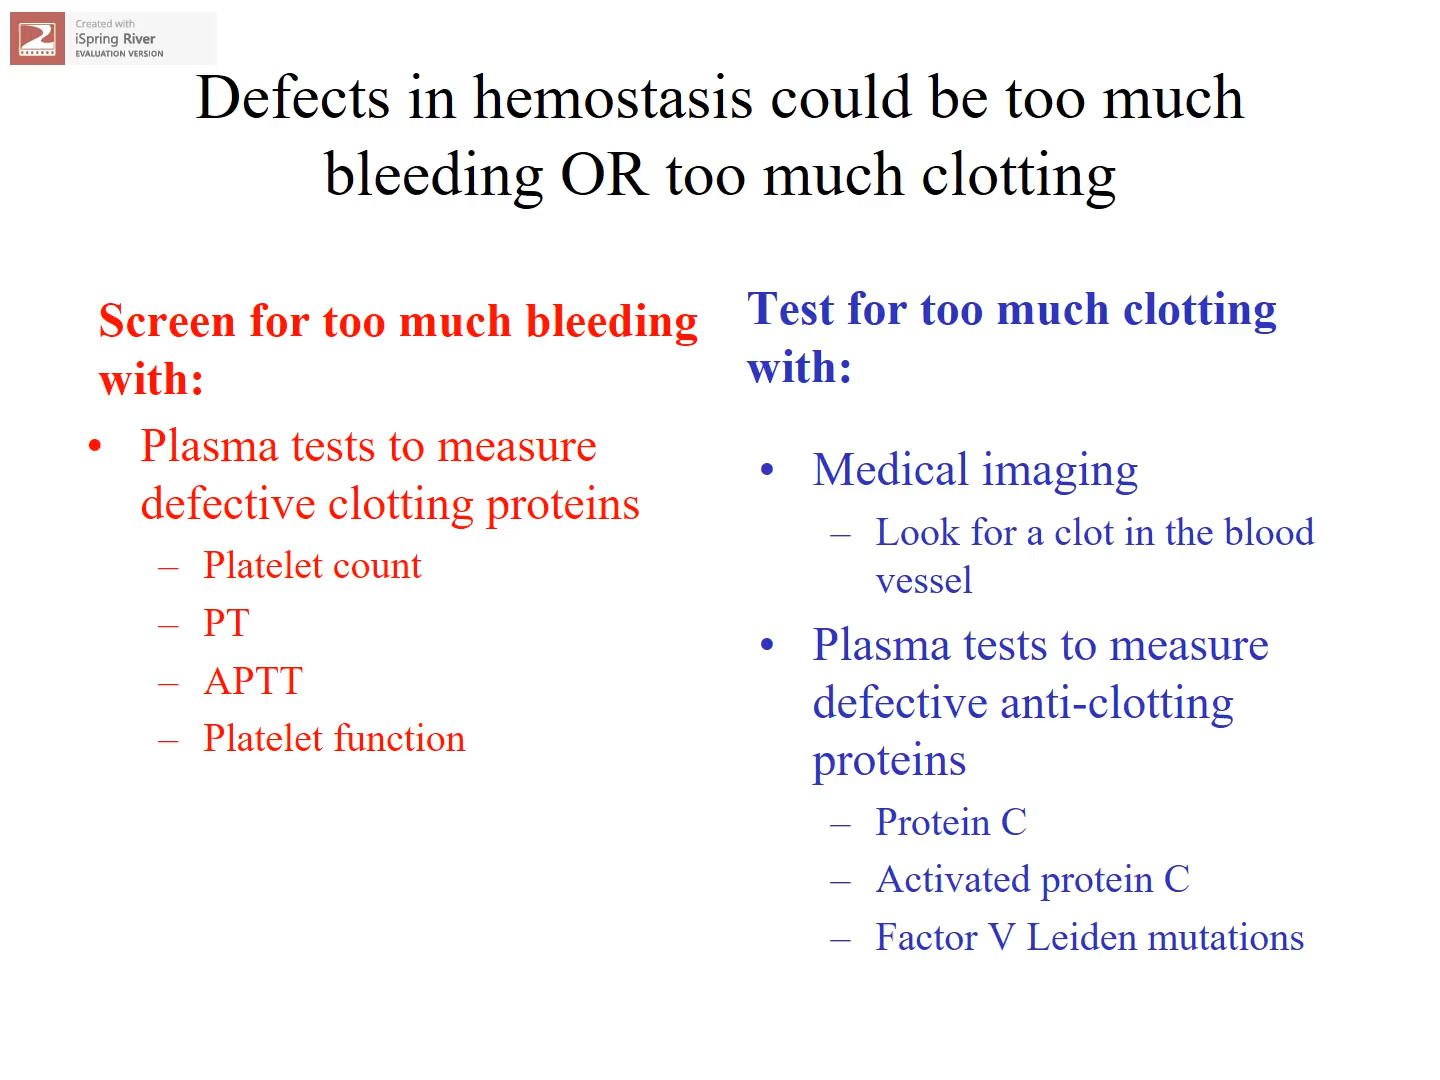 Created with
iSpring River
EVALUATION VERSION
Defects in hemostasis could be too much
bleeding OR too much clotting
Screen for too much bleeding
with:
• Plasma tests to measure
defective clotting proteins
– Platelet count
– PT
– APTT
– Platelet function
Test for too much clotting
with:
• Medical imaging
– Look for a clot in the blood
vessel
• Plasma tests to measure
defective anti-clotting
proteins
– Protein C
– Activated protein C
– Factor V Leiden mutations